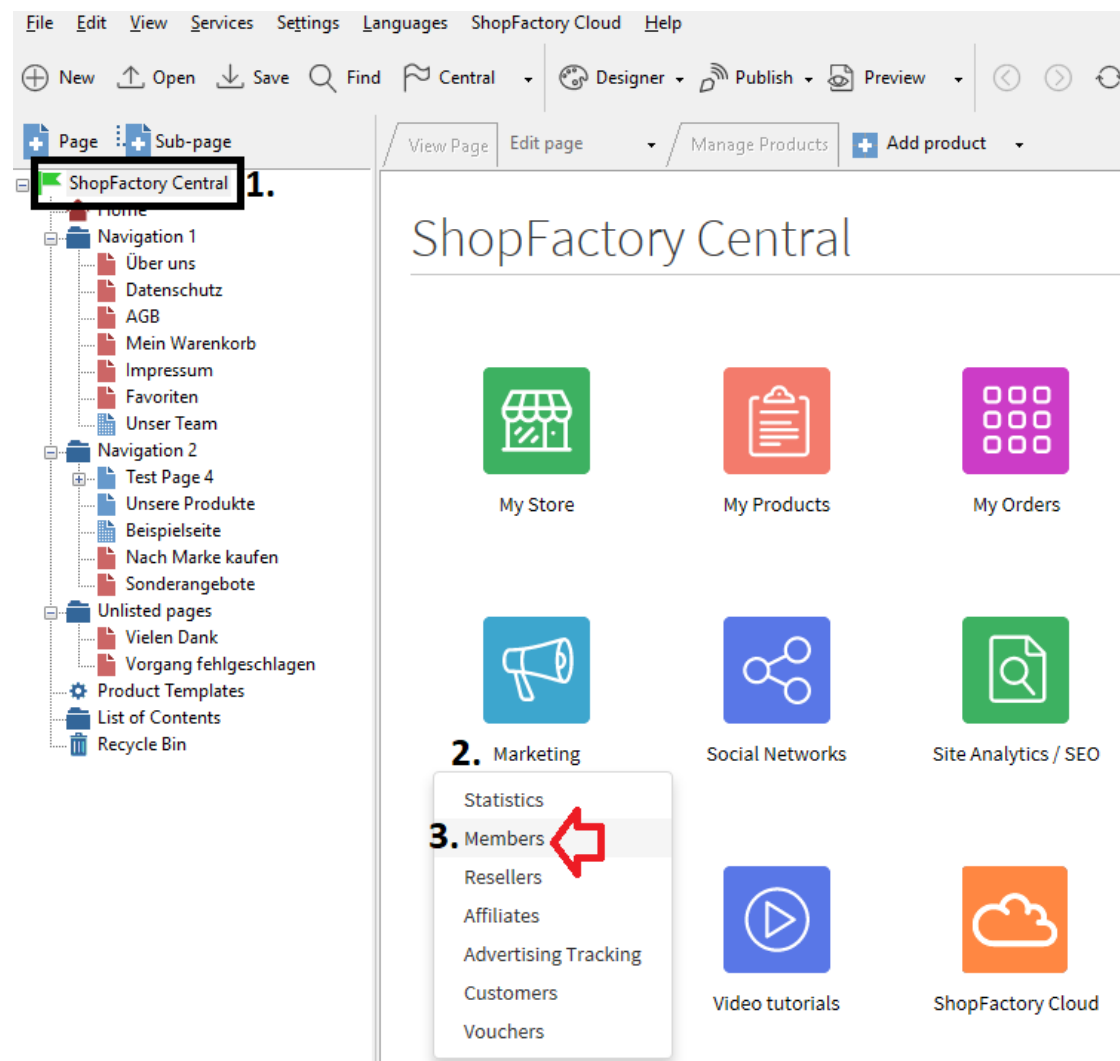 File Edit View Services Settings Languages ShopFactory Cloud Help
New Open Save Find Central Designer Publish Preview
Page Sub-page
View Page Edit page Manage Products Add product
ShopFactory Central 1.
Home
Navigation 1
Über uns
Datenschutz
AGB
Mein Warenkorb
Impressum
Favoriten
Unser Team
Navigation 2
Test Page 4
Unsere Produkte
Beispielseite
Nach Marke kaufen
Sonderangebote
Unlisted pages
Vielen Dank
Vorgang fehlgeschlagen
Product Templates
List of Contents
Recycle Bin
ShopFactory Central
My Store My Products My Orders
2. Marketing Social Networks Site Analytics / SEO
Statistics
3. Members
Resellers
Affiliates
Advertising Tracking
Customers
Vouchers
Video tutorials ShopFactory Cloud